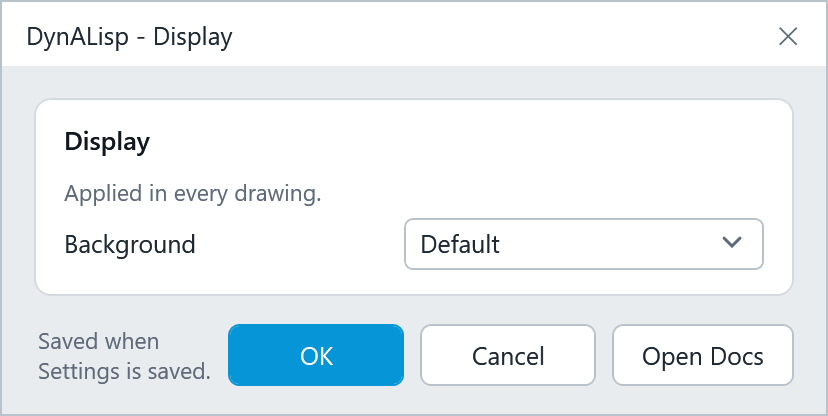 DynALisp - Display
Display
Applied in every drawing.
Background
Default
Saved when
Settings is saved.
OK
Cancel
Open Docs